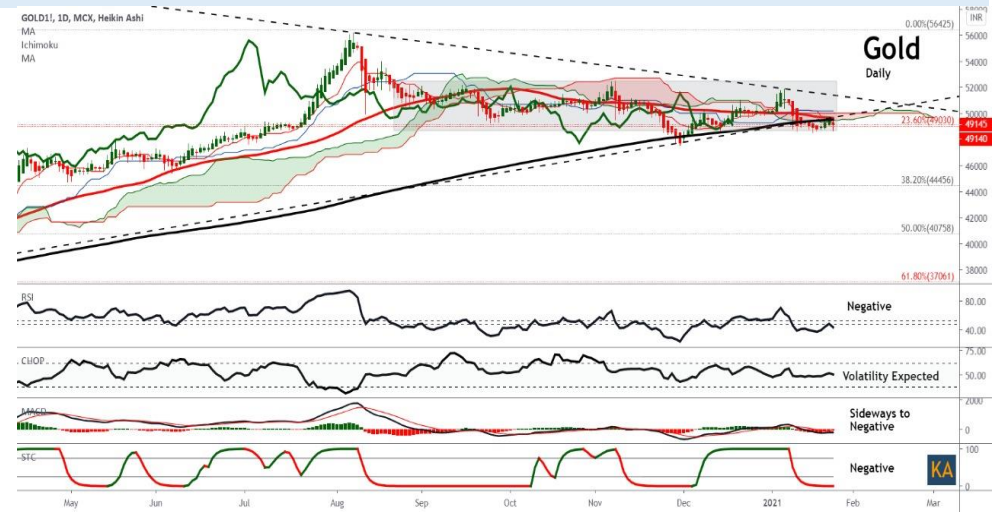 GOLD1!, 1D, MCX, Heikin Ashi
MA
Ichimoku
MA
Gold
Daily
INR
58000
56000
54000
52000
50000
49145
49140
46000
44000
42000
40000
38000
0.00%(56425)
23.60%(49030)
38.20%(44456)
50.00%(40758)
61.80%(37061)
RSI
Negative
80.00
40.00
CHOP
Volatility Expected
75.00
50.00
MACD
Sideways to
Negative
2000
0
STC
Negative
KA
100
0
May Jun Jul Aug Sep Oct Nov Dec 2021 Feb Mar